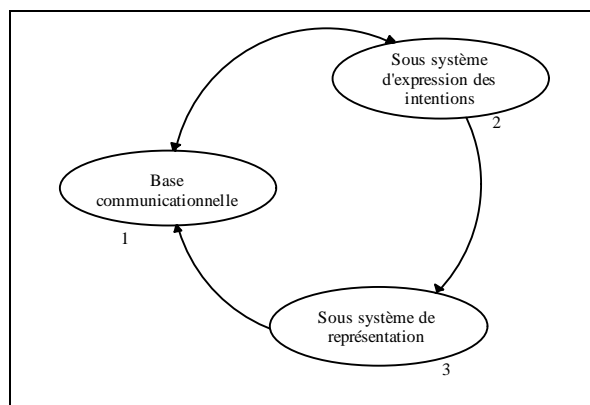 Sous système
d'expression des
intentions
2
Base
communicationnelle
1
Sous système de
représentation
3